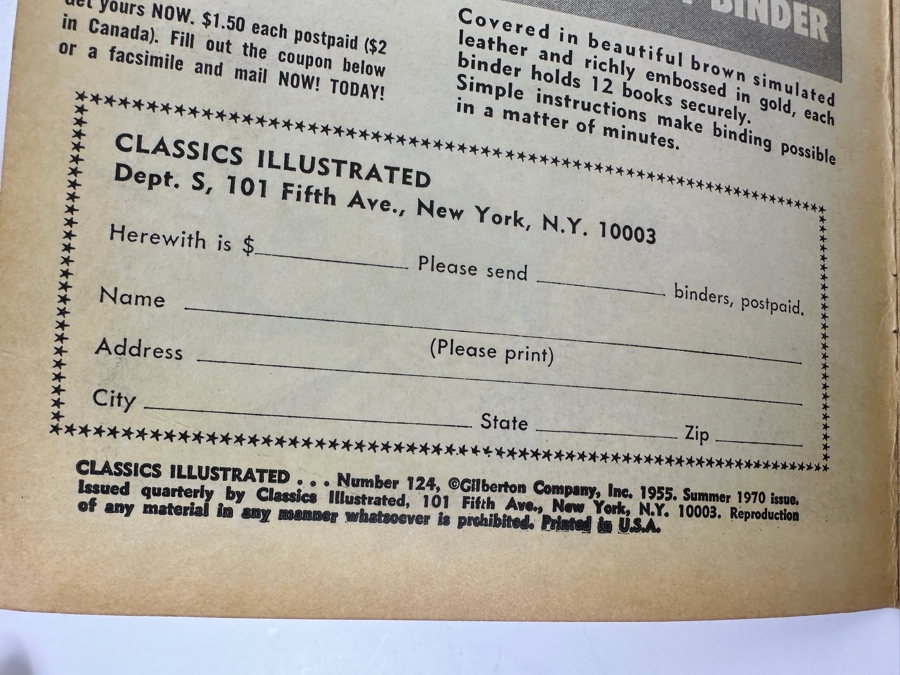 Get yours NOW. $1.50 each postpaid ($2
in Canada). Fill out the coupon below
or a facsimile and mail NOW! TODAY!
BINDER
Covered in beautiful brown simulated
leather and richly embossed in gold, each
binder holds 12 books securely.
Simple instructions make binding possible
in a matter of minutes.
CLASSICS ILLUSTRATED
Dept. S, 101 Fifth Ave., New York, N.Y. 10003
Herewith is $ Please send binders, postpaid.
Name
(Please print)
Address
City State Zip
CLASSICS ILLUSTRATED . . . Number 124, ©Gilberton Company, Inc. 1955. Summer 1970 issue.
Issued quarterly by Classics Illustrated, 101 Fifth Ave., New York, N.Y. 10003. Reproduction
of any material in any manner whatsoever is prohibited. Printed in U.S.A.